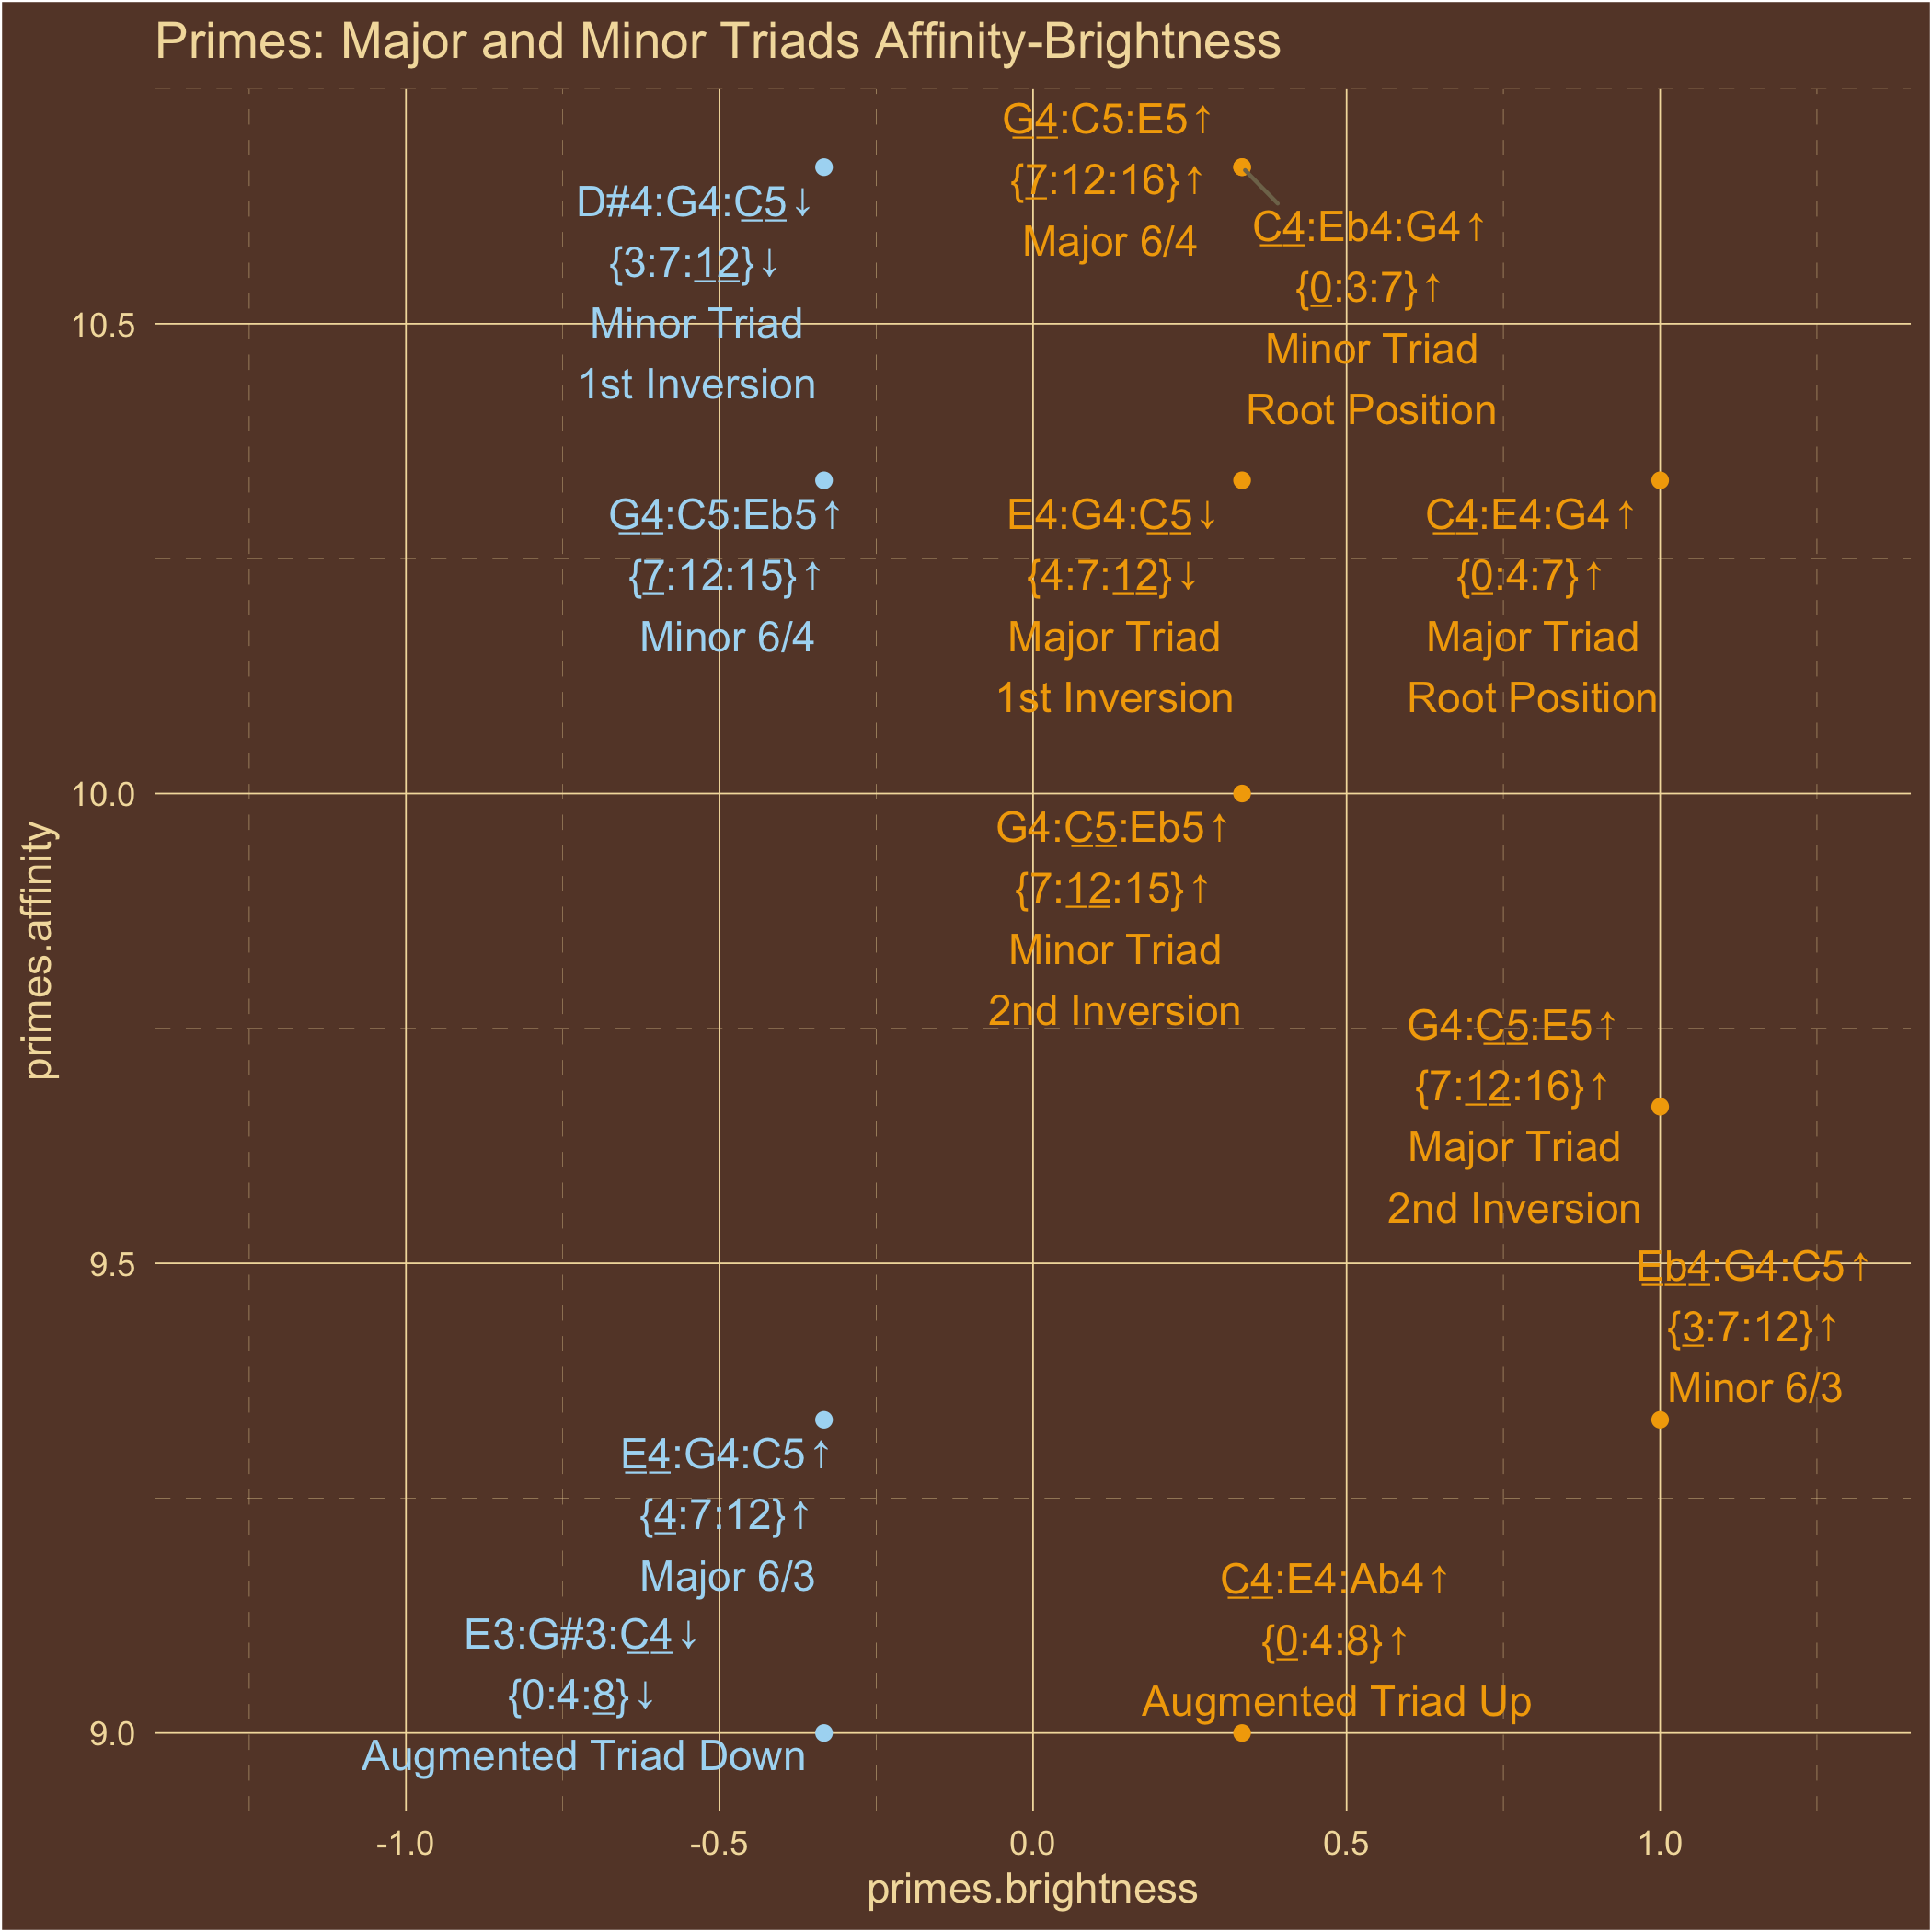 Primes: Major and Minor Triads Affinity-Brightness
G4:C5:E5↑
{7:12:16}↑
Major 6/4
D#4:G4:C5↓
{3:7:12}↓
Minor Triad
1st Inversion
C4:Eb4:G4↑
{0:3:7}↑
Minor Triad
Root Position
10.5
G4:C5:Eb5↑
{7:12:15}↑
Minor 6/4
E4:G4:C5↓
{4:7:12}↓
Major Triad
1st Inversion
C4:E4:G4↑
{0:4:7}↑
Major Triad
Root Position
10.0
G4:C5:Eb5↑
{7:12:15}↑
Minor Triad
2nd Inversion
primes.affinity
G4:C5:E5↑
{7:12:16}↑
Major Triad
2nd Inversion
9.5
Eb4:G4:C5↑
{3:7:12}↑
Minor 6/3
E4:G4:C5↑
{4:7:12}↑
Major 6/3
E3:G#3:C4↓
{0:4:8}↓
Augmented Triad Down
C4:E4:Ab4↑
{0:4:8}↑
Augmented Triad Up
9.0
-1.0
-0.5
0.0
0.5
1.0
primes.brightness